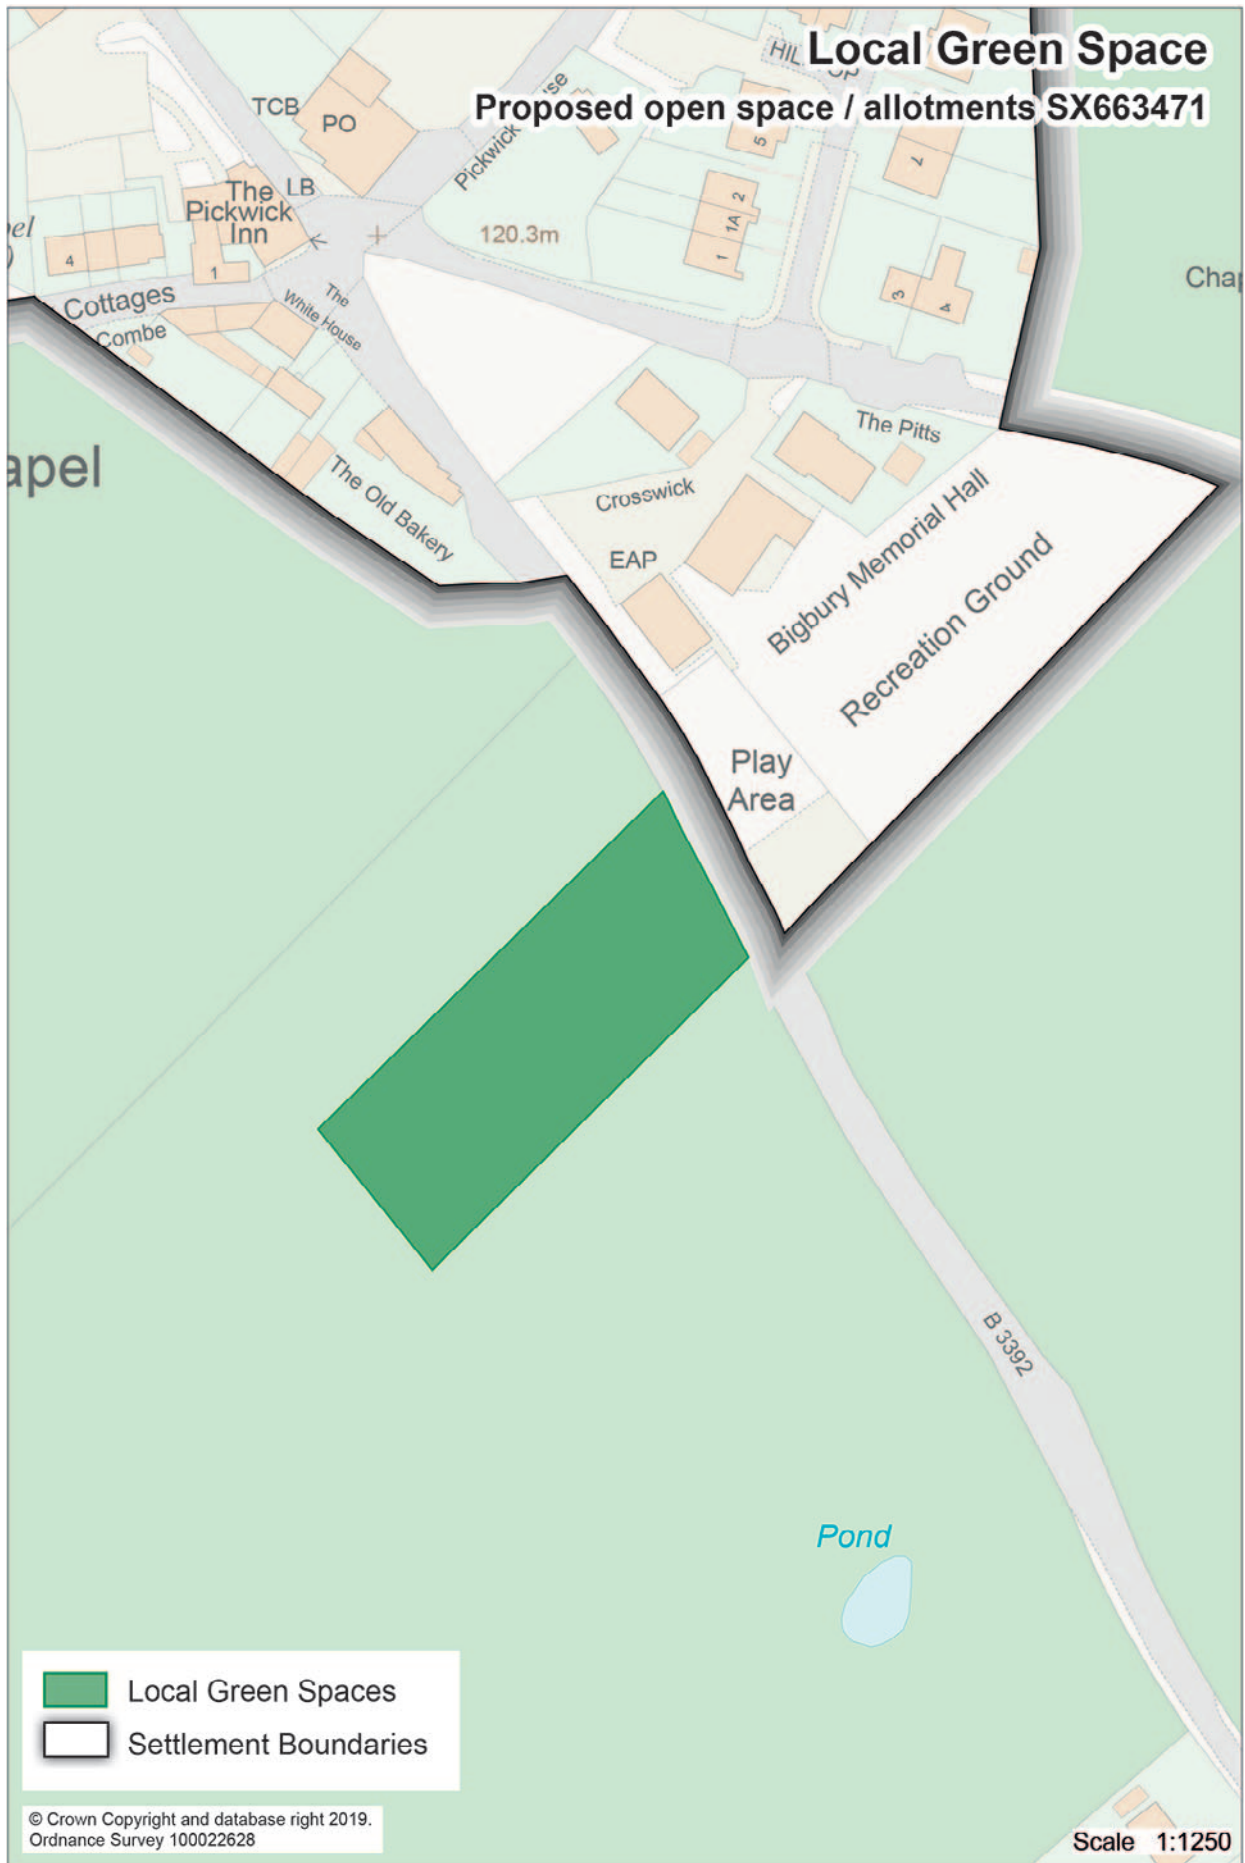 Local Green Space
Proposed open space / allotments SX663471
TCB
PO
LB
The
Pickwick
Inn
Pickwick
use
120.3m
5
2
1A
1
7
3
4
4
1
Cottages
Combe
The
White House
The Old Bakery
The Pitts
Crosswick
EAP
Bigbury Memorial Hall
Recreation Ground
Play
Area
Chap
apel
B 3392
Pond
Local Green Spaces
Settlement Boundaries
© Crown Copyright and database right 2019.
Ordnance Survey 100022628
Scale 1:1250